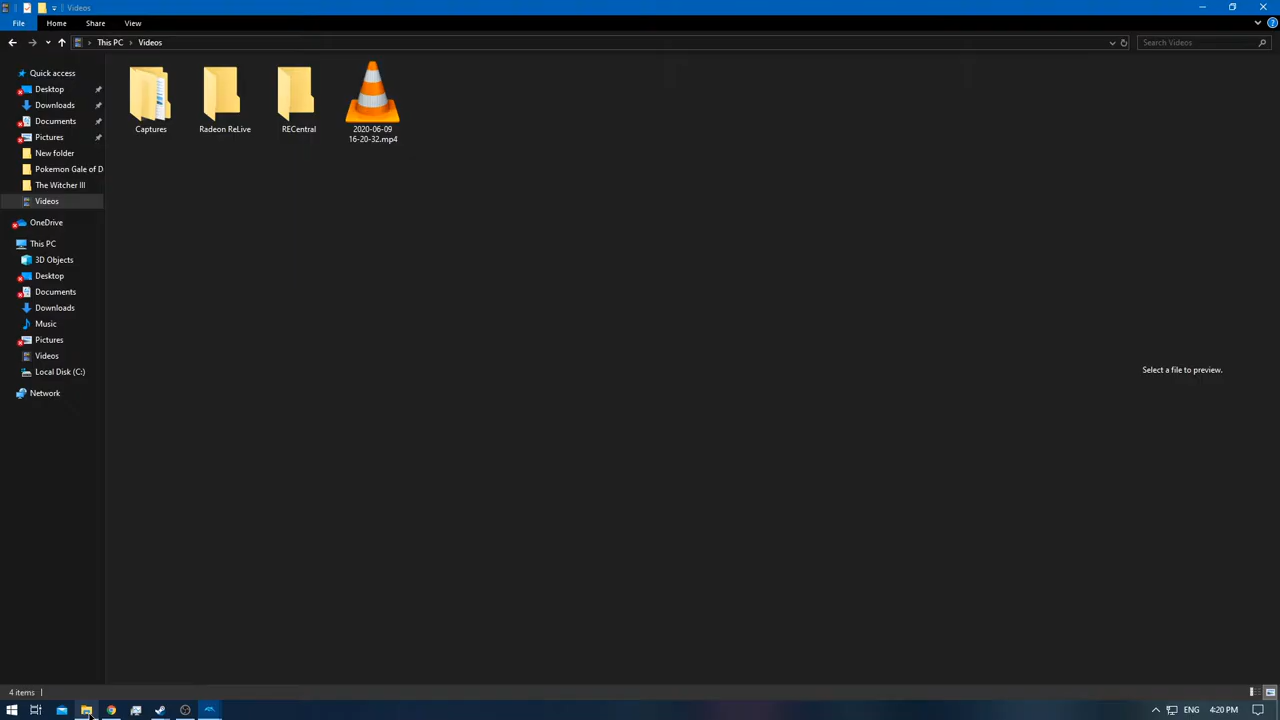 Videos
File Home Share View
This PC Videos Search Videos
Quick access
Desktop
Downloads
Documents
Pictures
New folder
Pokemon Gale of D
The Witcher III
Videos
OneDrive
This PC
3D Objects
Desktop
Documents
Downloads
Music
Pictures
Videos
Local Disk (C:)
Network
Captures
Radeon ReLive
RECentral
2020-06-09
16-20-32.mp4
Select a file to preview.
4 items
ENG 4:20 PM